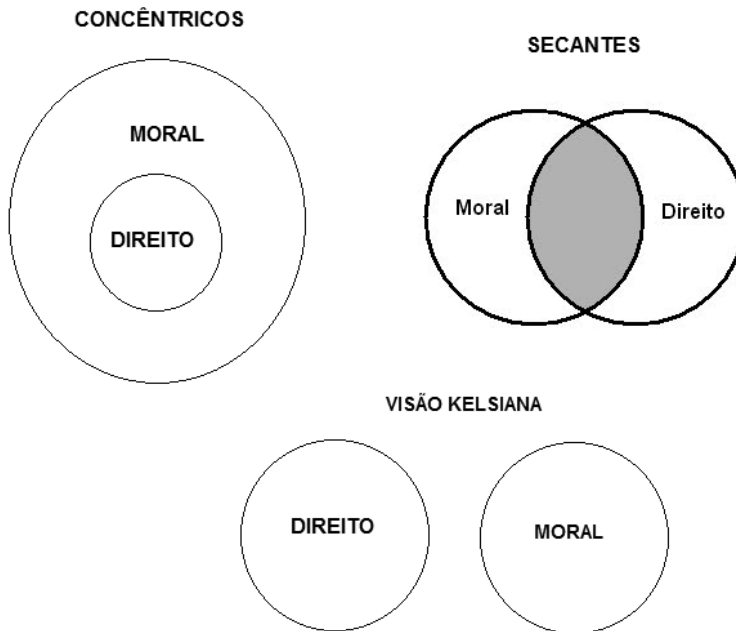 CONCÊNTRICOS
MORAL
DIREITO
SECANTES
Moral
Direito
VISÃO KELSIANA
DIREITO
MORAL